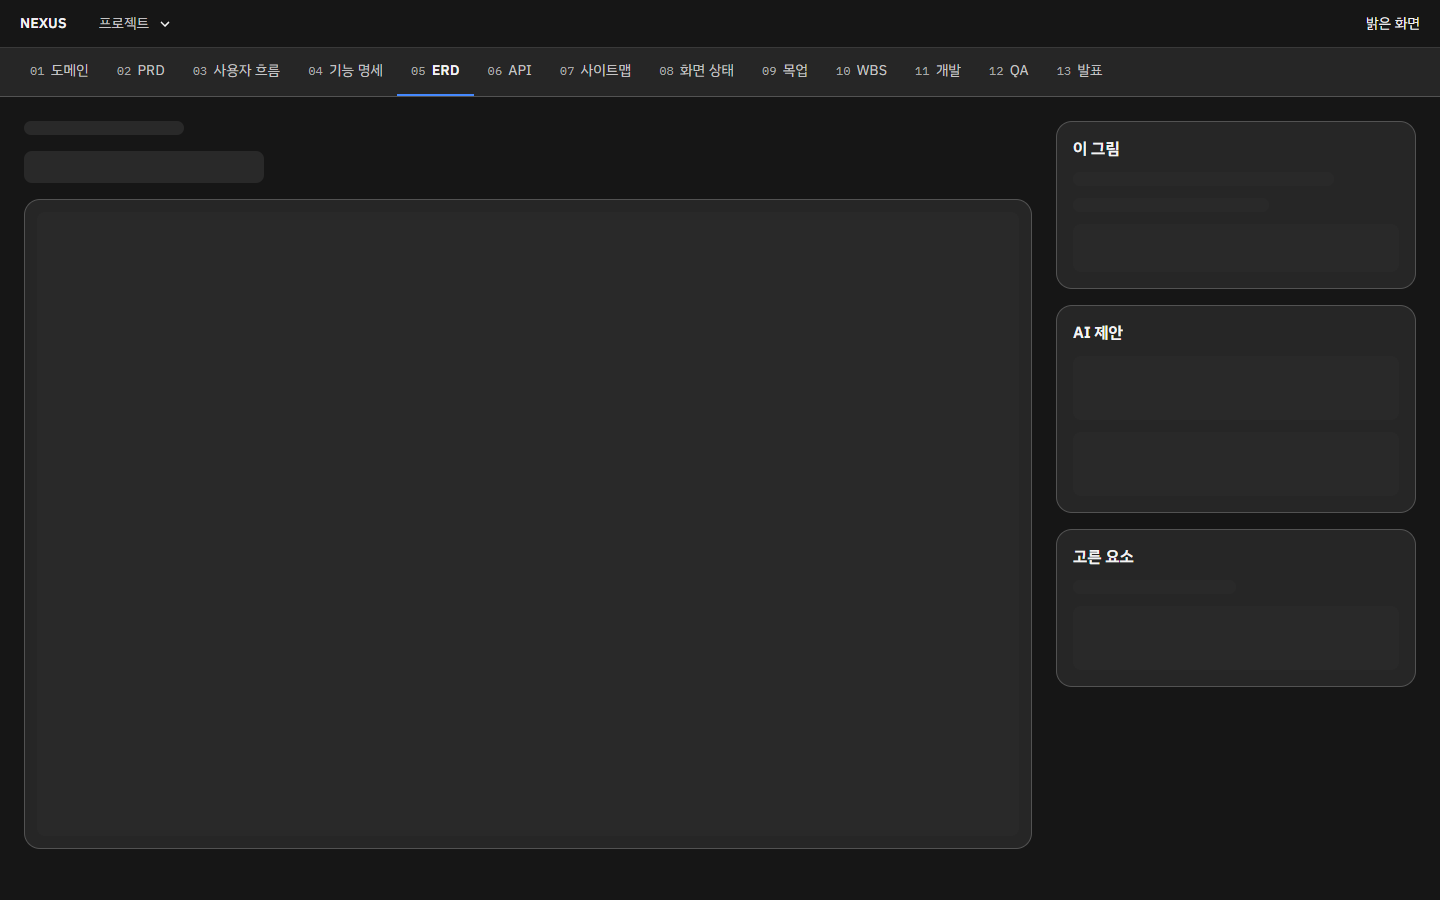 NEXUS 프로젝트 밝은 화면
01 도메인 02 PRD 03 사용자 흐름 04 기능 명세 05 ERD 06 API 07 사이트맵 08 화면 상태 09 목업 10 WBS 11 개발 12 QA 13 발표
이 그림
AI 제안
고른 요소